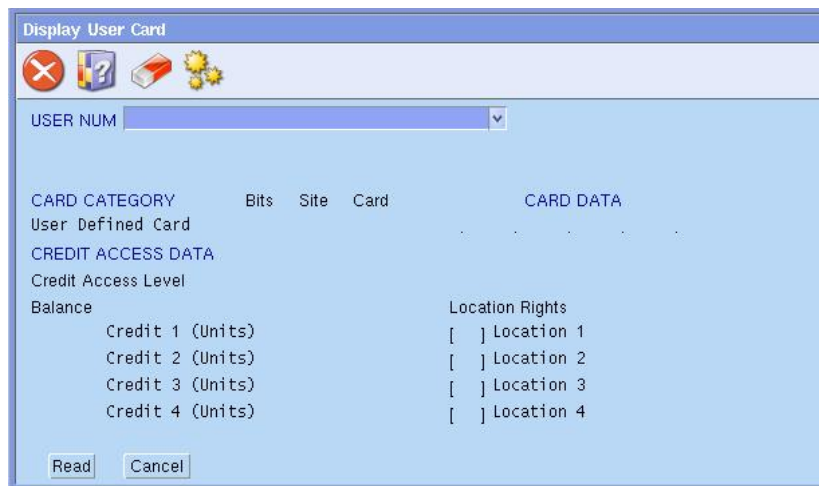 Display User Card
USER NUM
CARD CATEGORY Bits Site Card CARD DATA
User Defined Card . . . . .
CREDIT ACCESS DATA
Credit Access Level
Balance Location Rights
Credit 1 (Units) [ ] Location 1
Credit 2 (Units) [ ] Location 2
Credit 3 (Units) [ ] Location 3
Credit 4 (Units) [ ] Location 4
Read Cancel